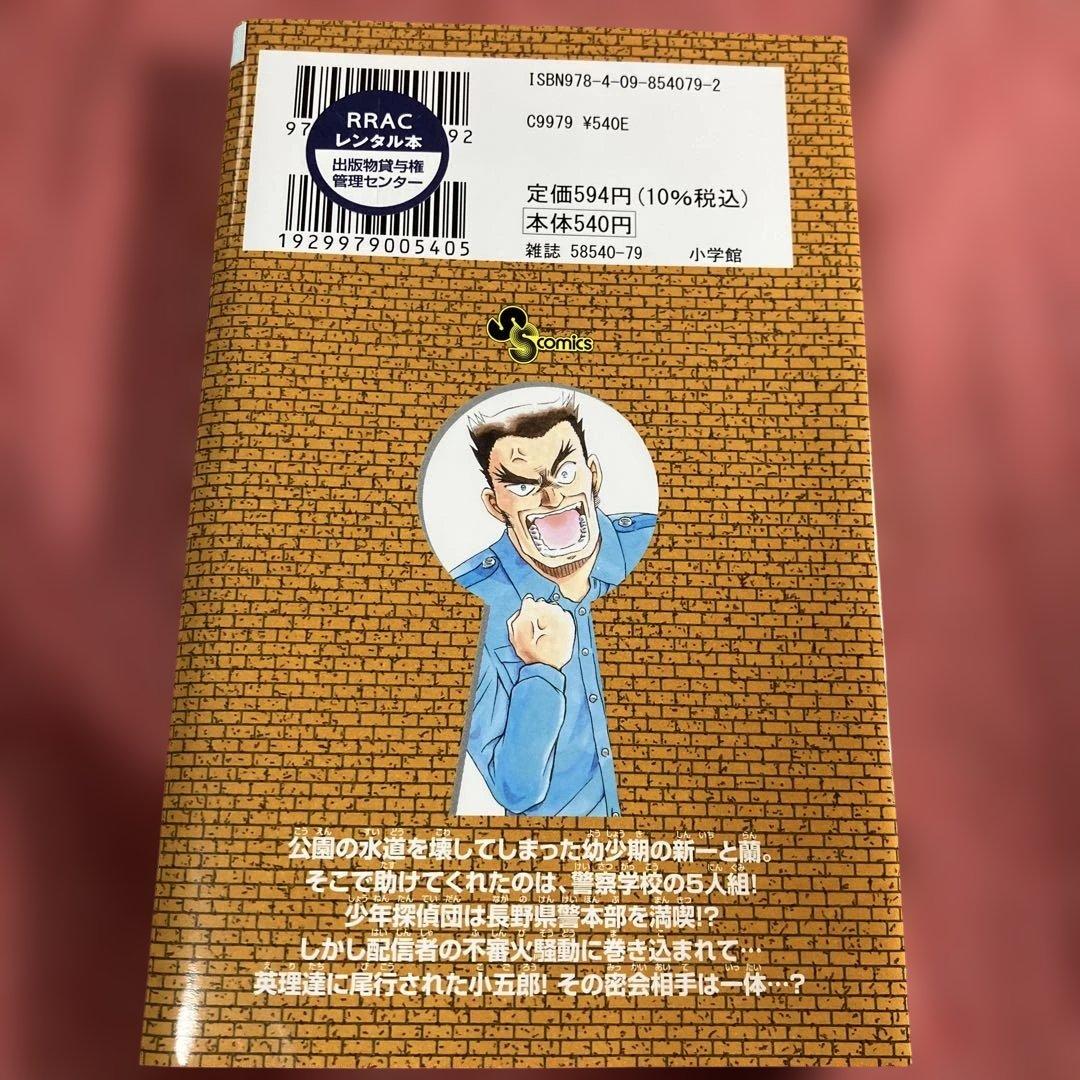 ISBN978-4-09-854079-2
C9979 ¥540E
97 92
RRAC
レンタル本
出版物貸与権
管理センター
定価594円(10%税込)
本体540円
1929979005405
雑誌 58540-79 小学館
SS comics
公園の水道を壊してしまった幼少期の新一と蘭。
そこで助けてくれたのは、警察学校の5人組!
少年探偵団は長野県警本部を満喫!?
しかし配信者の不審火騒動に巻き込まれて…
英理達に尾行された小五郎! その密会相手は一体…?